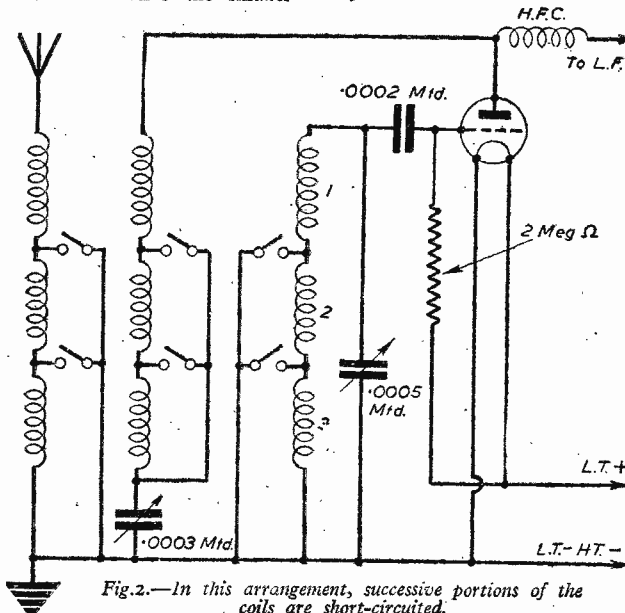 H.F.C.
To L.F.
.0002 Mfd.
1
2 Meg Ω
2
.0005
Mfd.
3
L.T.+
.0003 Mfd.
L.T.- HT.-
Fig.2.—In this arrangement, successive portions of the
coils are short-circuited.